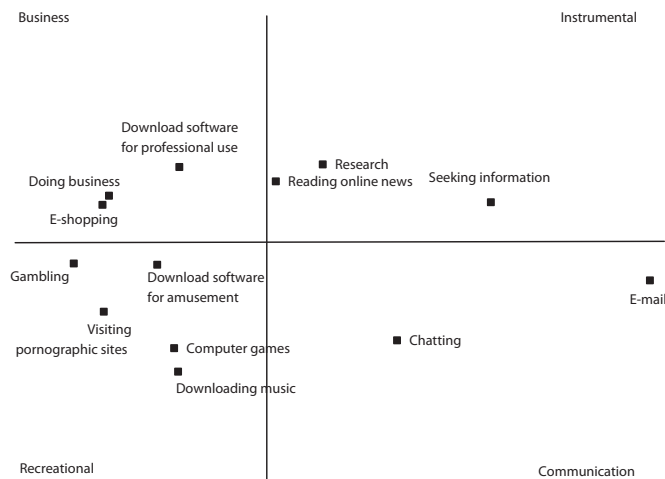 Business
Instrumental
Download software
for professional use
Research
Doing business
Reading online news
Seeking information
E-shopping
Gambling
Download software
for amusement
E-mail
Visiting
pornographic sites
Computer games
Chatting
Downloading music
Recreational
Communication